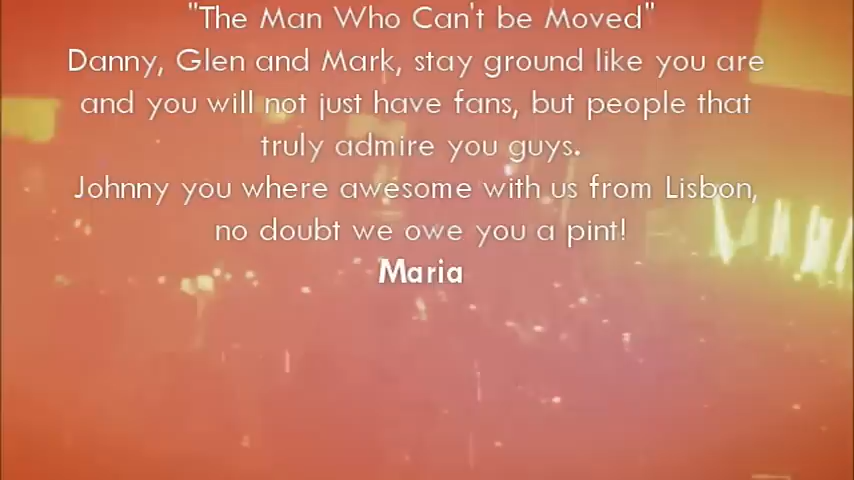 "The Man Who Can't be Moved"
Danny, Glen and Mark, stay ground like you are
and you will not just have fans, but people that
truly admire you guys.
Johnny you where awesome with us from Lisbon,
no doubt we owe you a pint!
Maria